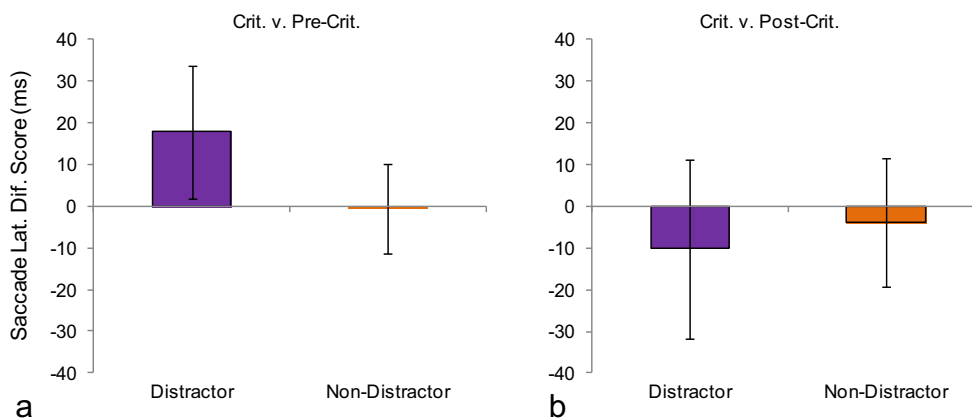 Crit. v. Pre-Crit.
Saccade Lat. Dif. Score (ms)
40
30
20
10
0
-10
-20
-30
-40
Distractor Non-Distractor
a
Crit. v. Post-Crit.
40
30
20
10
0
-10
-20
-30
-40
Distractor Non-Distractor
b